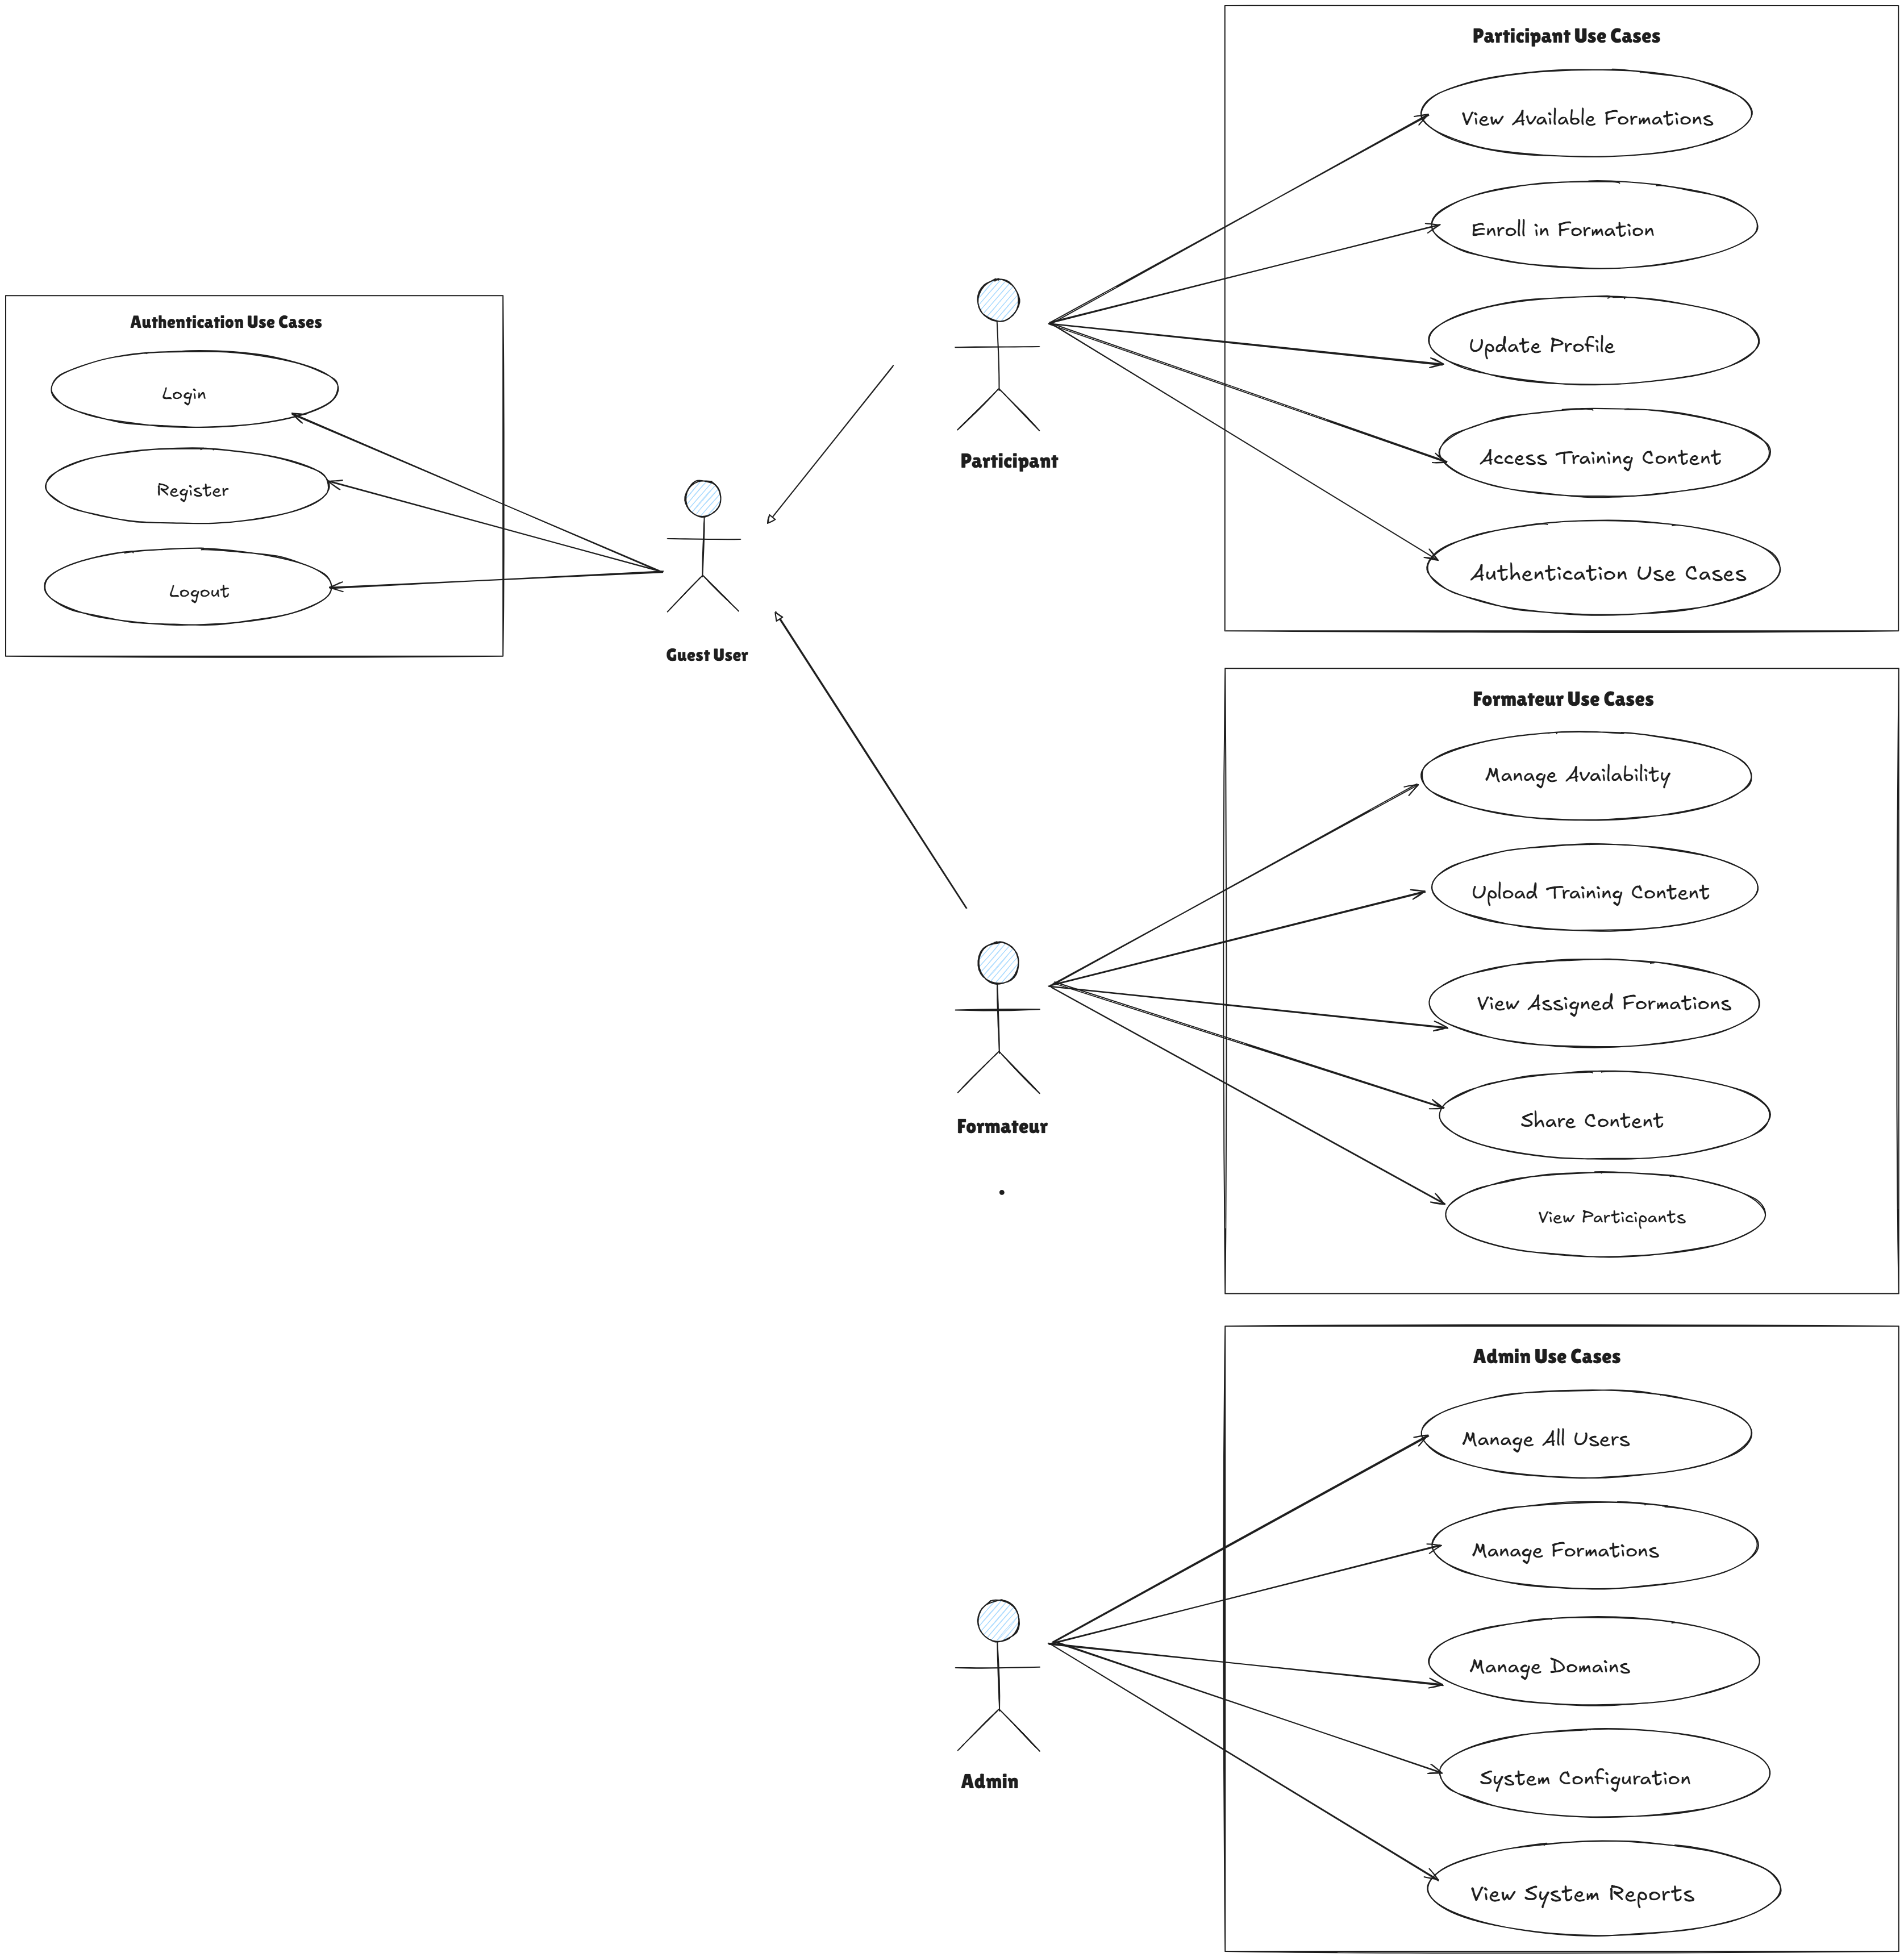 Participant Use Cases
View Available Formations
Enroll in Formation
Update Profile
Access Training Content
Authentication Use Cases
Participant
Authentication Use Cases
Login
Register
Logout
Guest User
Formateur Use Cases
Manage Availability
Upload Training Content
View Assigned Formations
Share Content
View Participants
Formateur
Admin Use Cases
Manage All Users
Manage Formations
Manage Domains
System Configuration
View System Reports
Admin